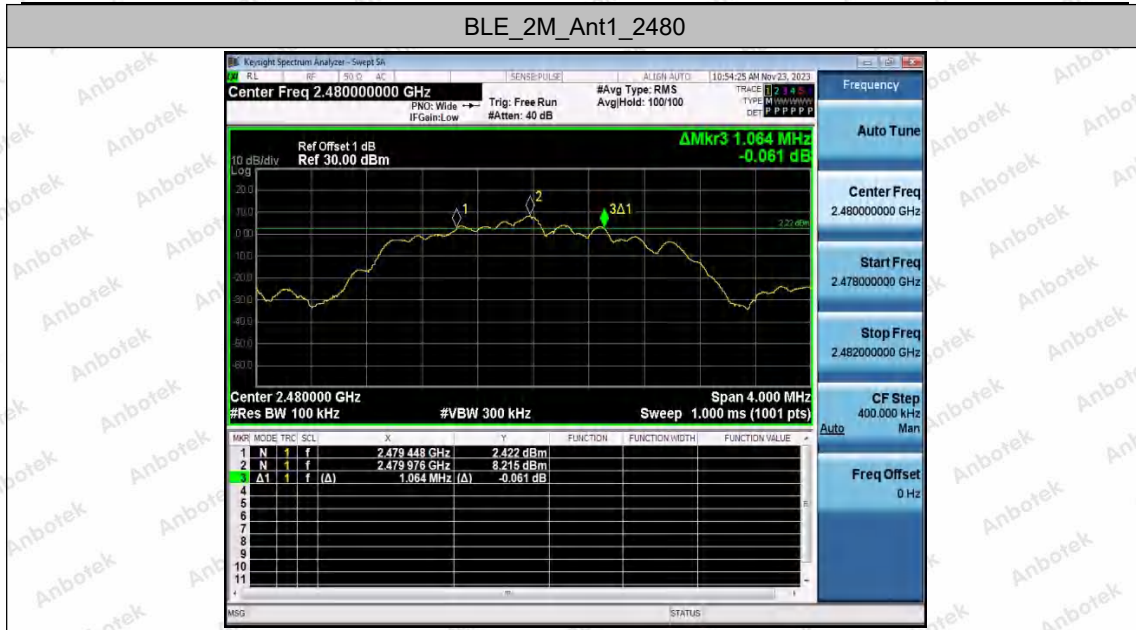 BLE_2M_Ant1_2480
Keysight Spectrum Analyzer - Swept SA
RL RF 50 Ω AC SENSE:PULSE ALIGN AUTO 10:54:25 AM Nov 23, 2023
Center Freq 2.480000000 GHz
PNO: Wide
IFGain:Low
Trig: Free Run
#Atten: 40 dB
#Avg Type: RMS
Avg|Hold: 100/100
TRACE 1 2 3 4 5
TYPE M WWWWW
DET P P P P P P
Frequency
Auto Tune
Center Freq
2.480000000 GHz
Start Freq
2.478000000 GHz
Stop Freq
2.482000000 GHz
CF Step
400.000 kHz
Auto Man
Freq Offset
0 Hz
ΔMkr3 1.064 MHz
-0.061 dB
Ref Offset 1 dB
10 dB/div Ref 30.00 dBm
Log
20.0
10.0
0.00
-10.0
-20.0
-30.0
-40.0
-50.0
-60.0
1
2
3Δ1
2.22 dBm
Center 2.480000 GHz Span 4.000 MHz
#Res BW 100 kHz #VBW 300 kHz Sweep 1.000 ms (1001 pts)
MKR MODE TRC SCL X Y FUNCTION FUNCTION WIDTH FUNCTION VALUE
1 N 1 f 2.479 448 GHz 2.422 dBm
2 N 1 f 2.479 976 GHz 8.215 dBm
3 Δ1 1 f (Δ) 1.064 MHz (Δ) -0.061 dB
4
5
6
7
8
9
10
11
MSG STATUS
Anbotek